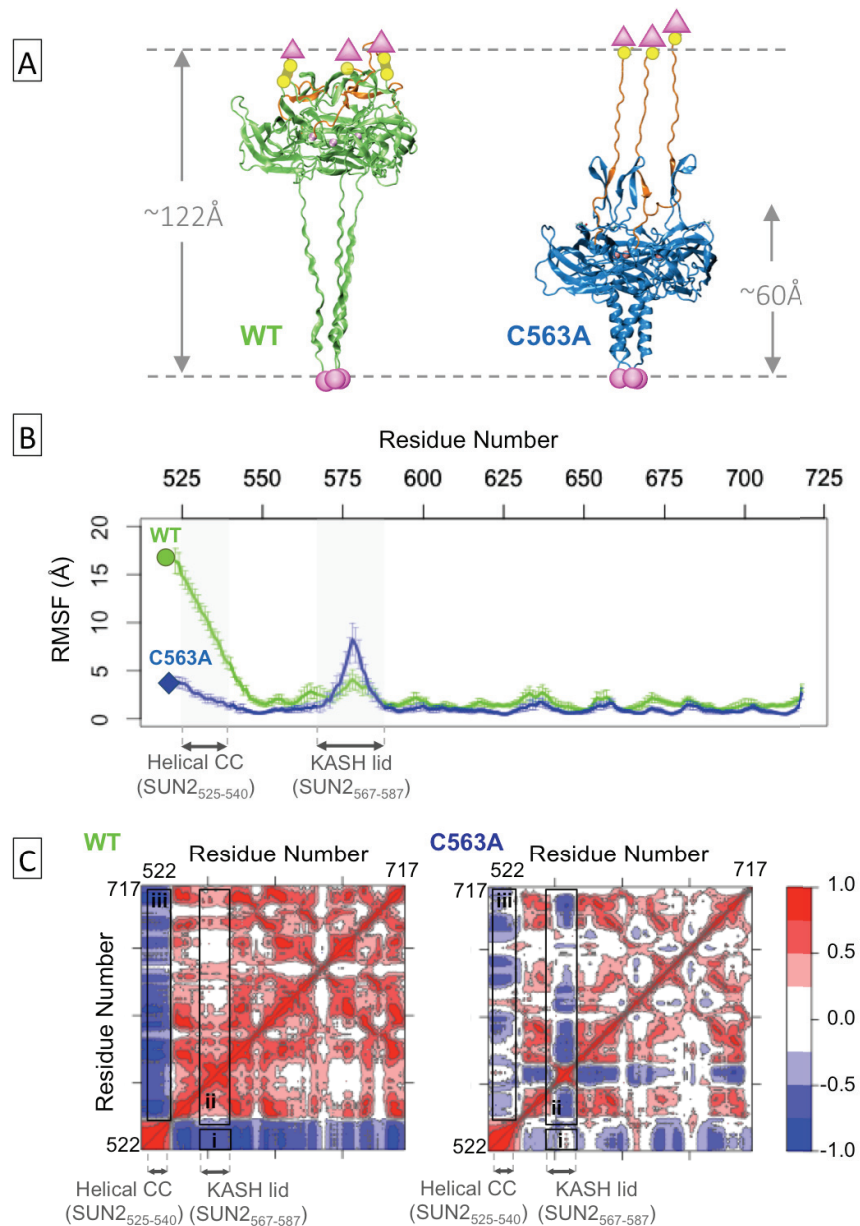 A
~122Å
WT
C563A
~60Å
B
Residue Number
525 550 575 600 625 650 675 700 725
20
15
10
5
0
RMSF (Å)
WT
C563A
Helical CC
(SUN2525-540)
KASH lid
(SUN2567-587)
C
WT
Residue Number
522 717
717
Residue Number
522
iii
ii
i
Helical CC
(SUN2525-540)
KASH lid
(SUN2567-587)
C563A
Residue Number
522 717
717
522
iii
ii
i
Helical CC
(SUN2525-540)
KASH lid
(SUN2567-587)
1.0
0.5
0.0
-0.5
-1.0